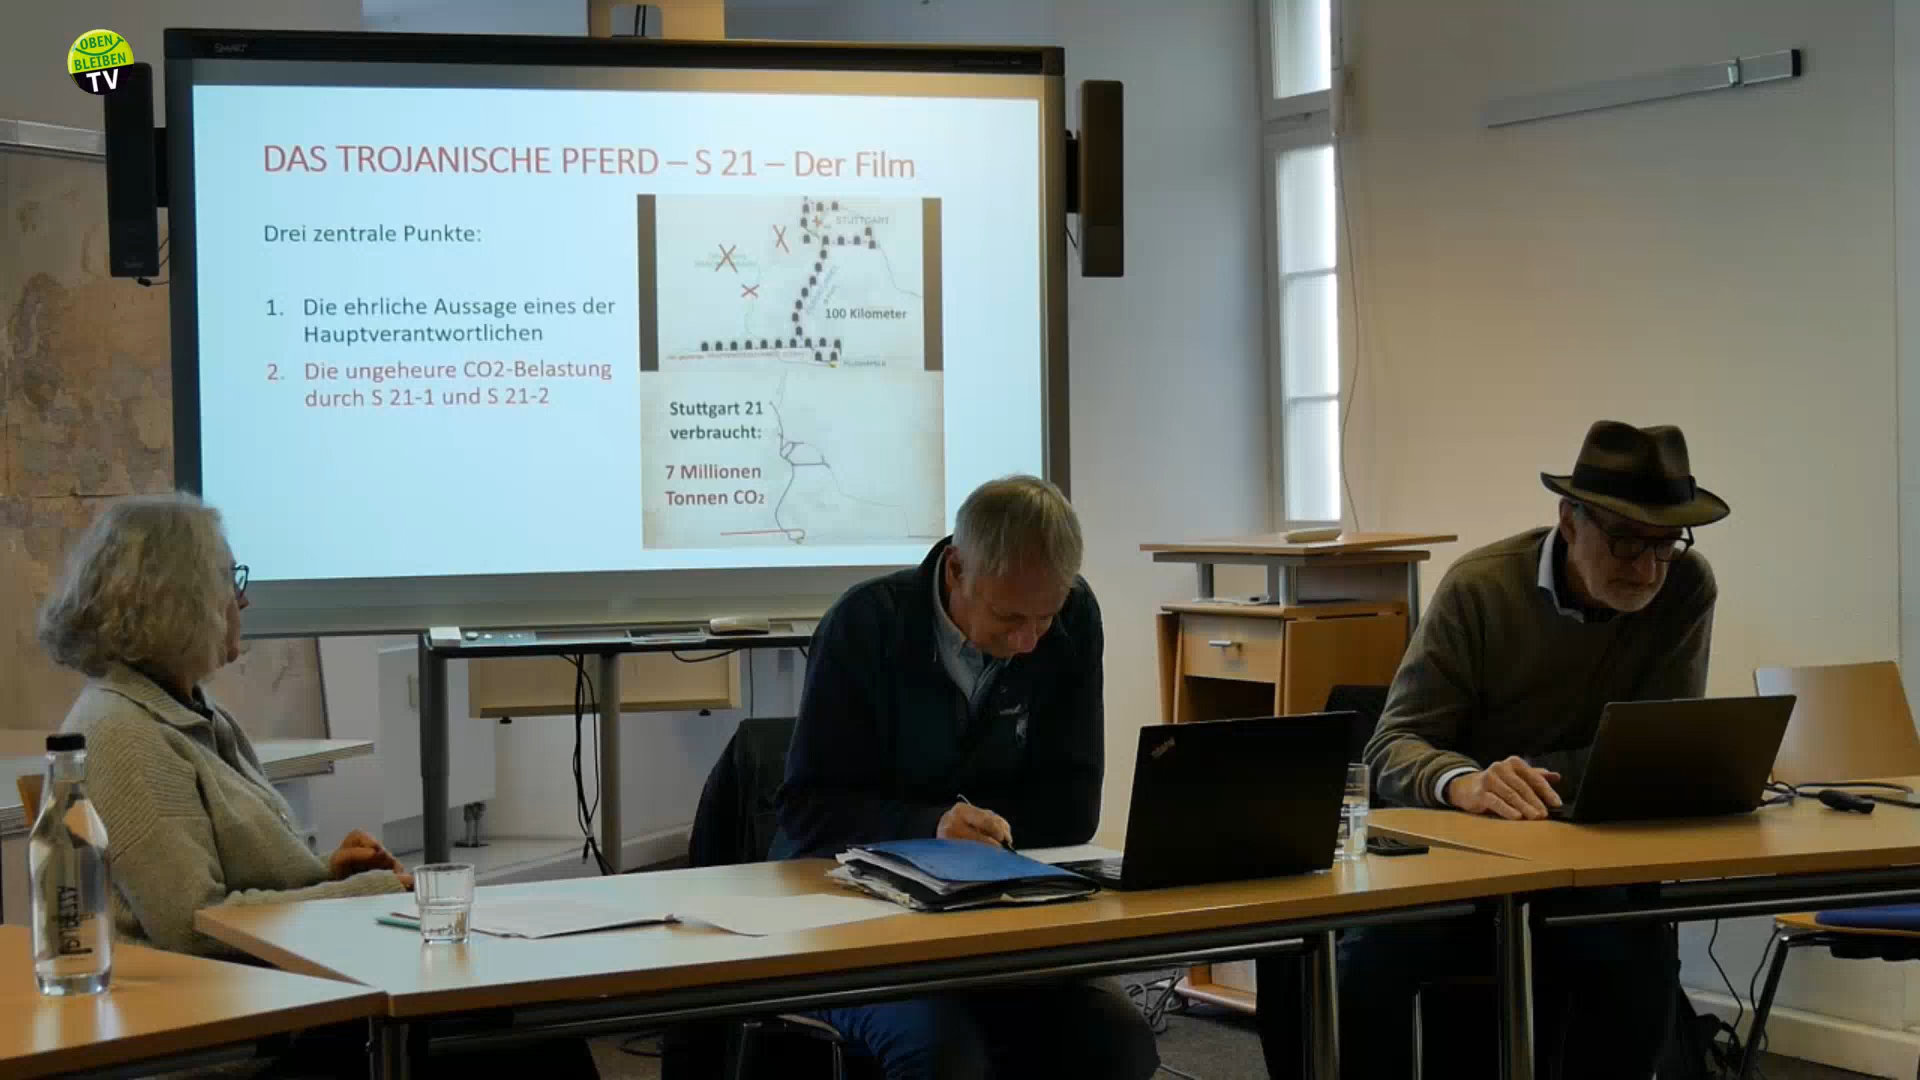 OBEN
BLEIBEN
TV
SMART
DAS TROJANISCHE PFERD – S 21 – Der Film
Drei zentrale Punkte:
1. Die ehrliche Aussage eines der
Hauptverantwortlichen
2. Die ungeheure CO2-Belastung
durch S 21-1 und S 21-2
STUTTGART
100 Kilometer
Stuttgart 21
verbraucht:
7 Millionen
Tonnen CO2